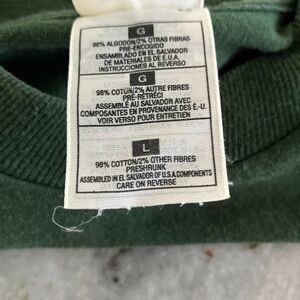 G
98% ALGODON/2% OTRAS FIBRAS
PRE-ENCOGIDO
ENSAMBLADO EN EL SALVADOR
DE MATERIALES DE E.U.A.
INSTRUCCIONES AL REVERSO
G
98% COTON/2% AUTRE FIBRES
PRÉ-RÉTRÉCI
ASSEMBLÉ AU SALVADOR AVEC
COMPOSANTES EN PROVENANCE DES É.-U.
VOIR VERSO POUR ENTRETIEN
L
98% COTTON/2% OTHER FIBRES
PRESHRUNK
ASSEMBLED IN EL SALVADOR OF U.S.A.COMPONENTS
CARE ON REVERSE